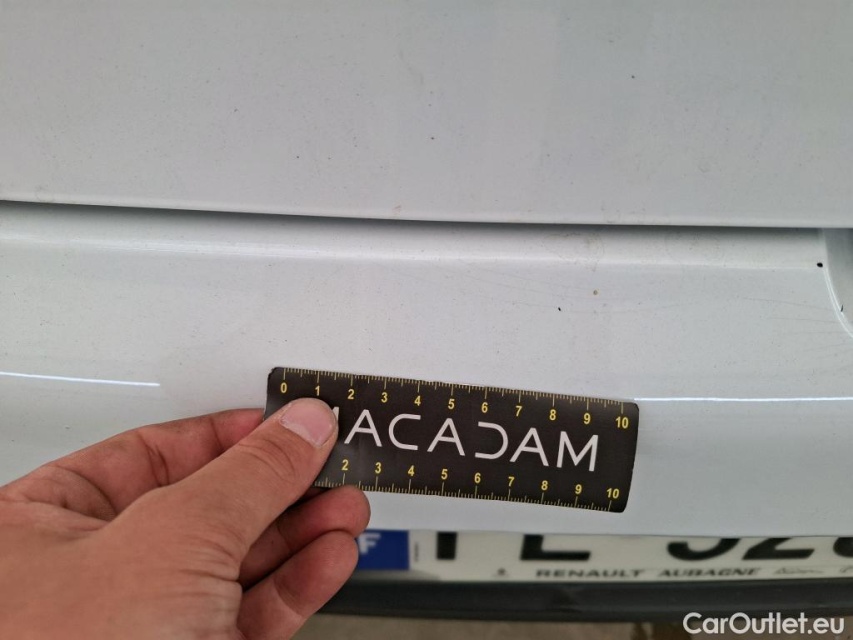 0 1 2 3 4 5 6 7 8 9 10
ACADAM
2 3 4 5 6 7 8 9 10
F
RENAULT AUBAGNE
CarOutlet.eu